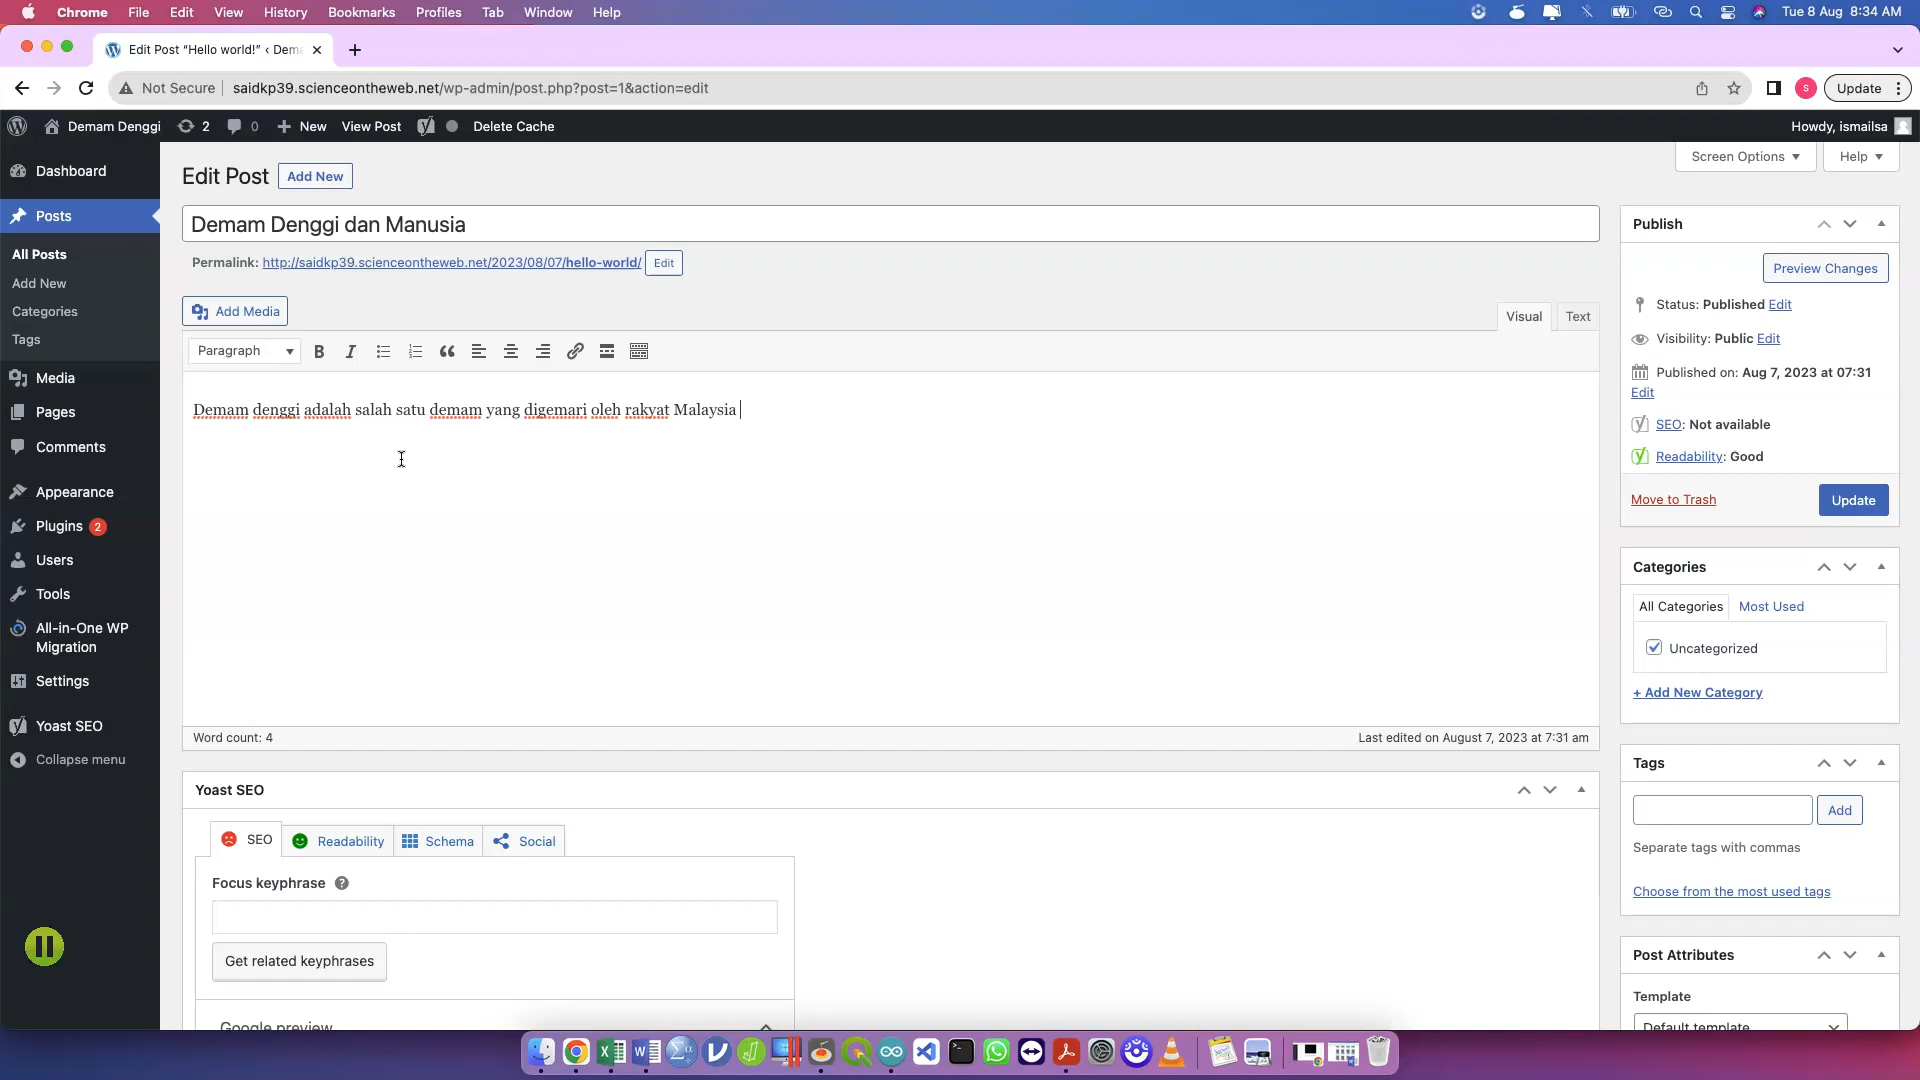 Chrome File Edit View History Bookmarks Profiles Tab Window Help Tue 8 Aug 8:34 AM
Edit Post “Hello world!” ‹ Dem
Not Secure saidkp39.scienceontheweb.net/wp-admin/post.php?post=1&action=edit S Update
Demam Denggi 2 0 New View Post Delete Cache Howdy, ismailsa
Dashboard
Posts
All Posts
Add New
Categories
Tags
Media
Pages
Comments
Appearance
Plugins 2
Users
Tools
All-in-One WP
Migration
Settings
Yoast SEO
Collapse menu
Screen Options Help
Edit Post Add New
Demam Denggi dan Manusia
Permalink: http://saidkp39.scienceontheweb.net/2023/08/07/hello-world/ Edit
Add Media
Visual Text
Paragraph B I
Demam denggi adalah salah satu demam yang digemari oleh rakyat Malaysia
Word count: 4 Last edited on August 7, 2023 at 7:31 am
Yoast SEO
SEO Readability Schema Social
Focus keyphrase
Get related keyphrases
Google preview
Publish
Preview Changes
Status: Published Edit
Visibility: Public Edit
Published on: Aug 7, 2023 at 07:31
Edit
SEO: Not available
Readability: Good
Move to Trash Update
Categories
All Categories Most Used
Uncategorized
+ Add New Category
Tags
Add
Separate tags with commas
Choose from the most used tags
Post Attributes
Template
Default template